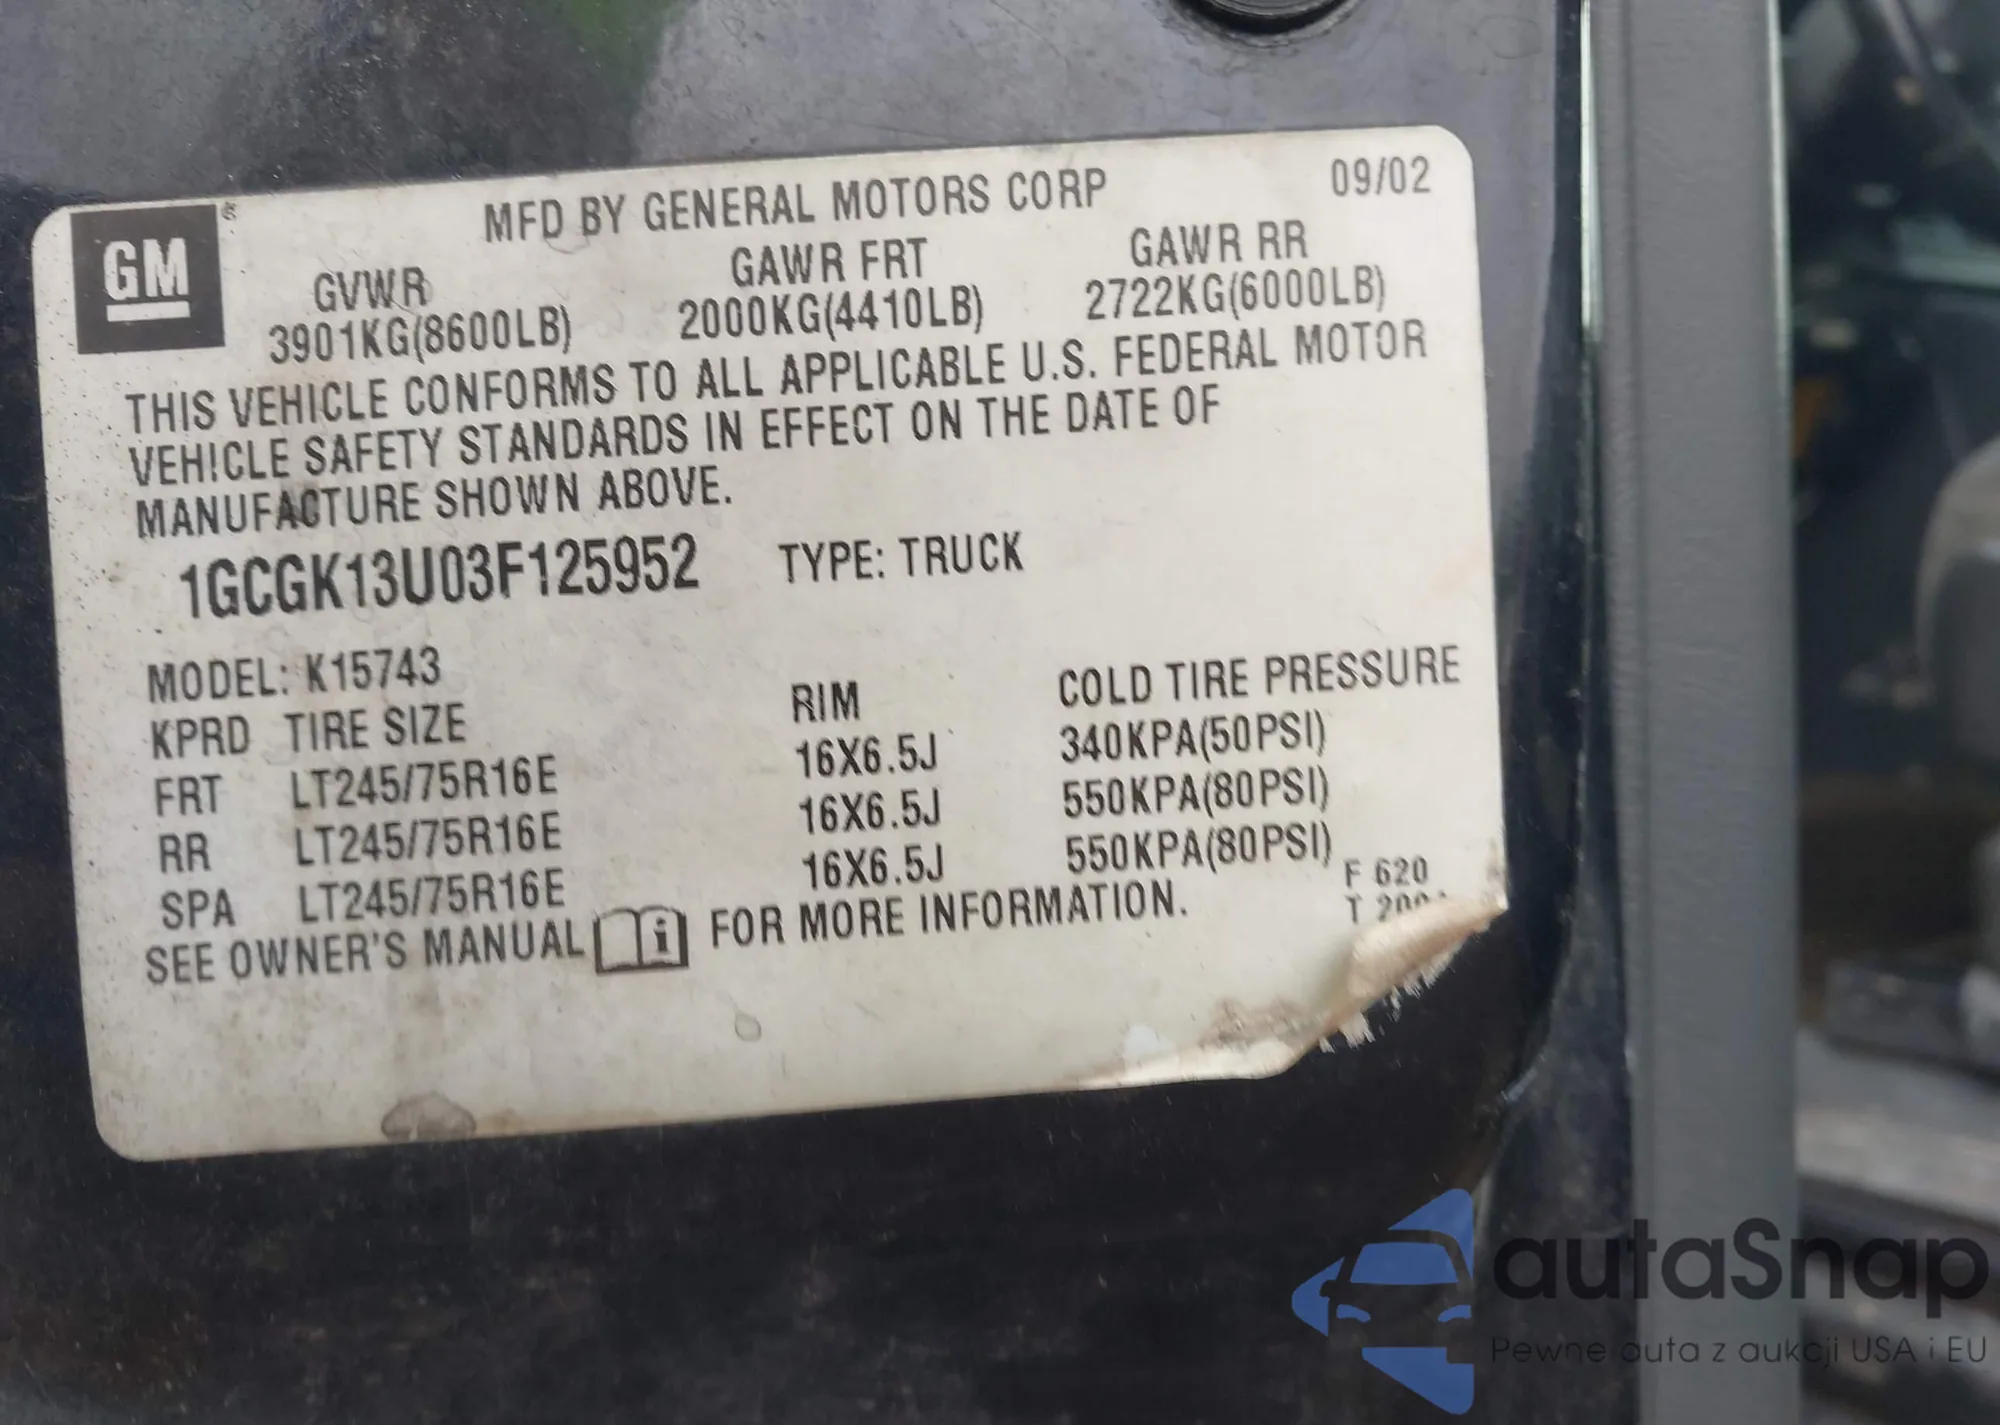 MFD BY GENERAL MOTORS CORP 09/02
GM
GVWR GAWR FRT GAWR RR
3901KG(8600LB) 2000KG(4410LB) 2722KG(6000LB)
THIS VEHICLE CONFORMS TO ALL APPLICABLE U.S. FEDERAL MOTOR
VEHICLE SAFETY STANDARDS IN EFFECT ON THE DATE OF
MANUFACTURE SHOWN ABOVE.
1GCGK13U03F125952 TYPE: TRUCK
MODEL: K15743
KPRD TIRE SIZE RIM COLD TIRE PRESSURE
FRT LT245/75R16E 16X6.5J 340KPA(50PSI)
RR LT245/75R16E 16X6.5J 550KPA(80PSI)
SPA LT245/75R16E 16X6.5J 550KPA(80PSI)
SEE OWNER'S MANUAL i FOR MORE INFORMATION.
F 620
T
autaSnap
Pewne auta z aukcji USA i EU